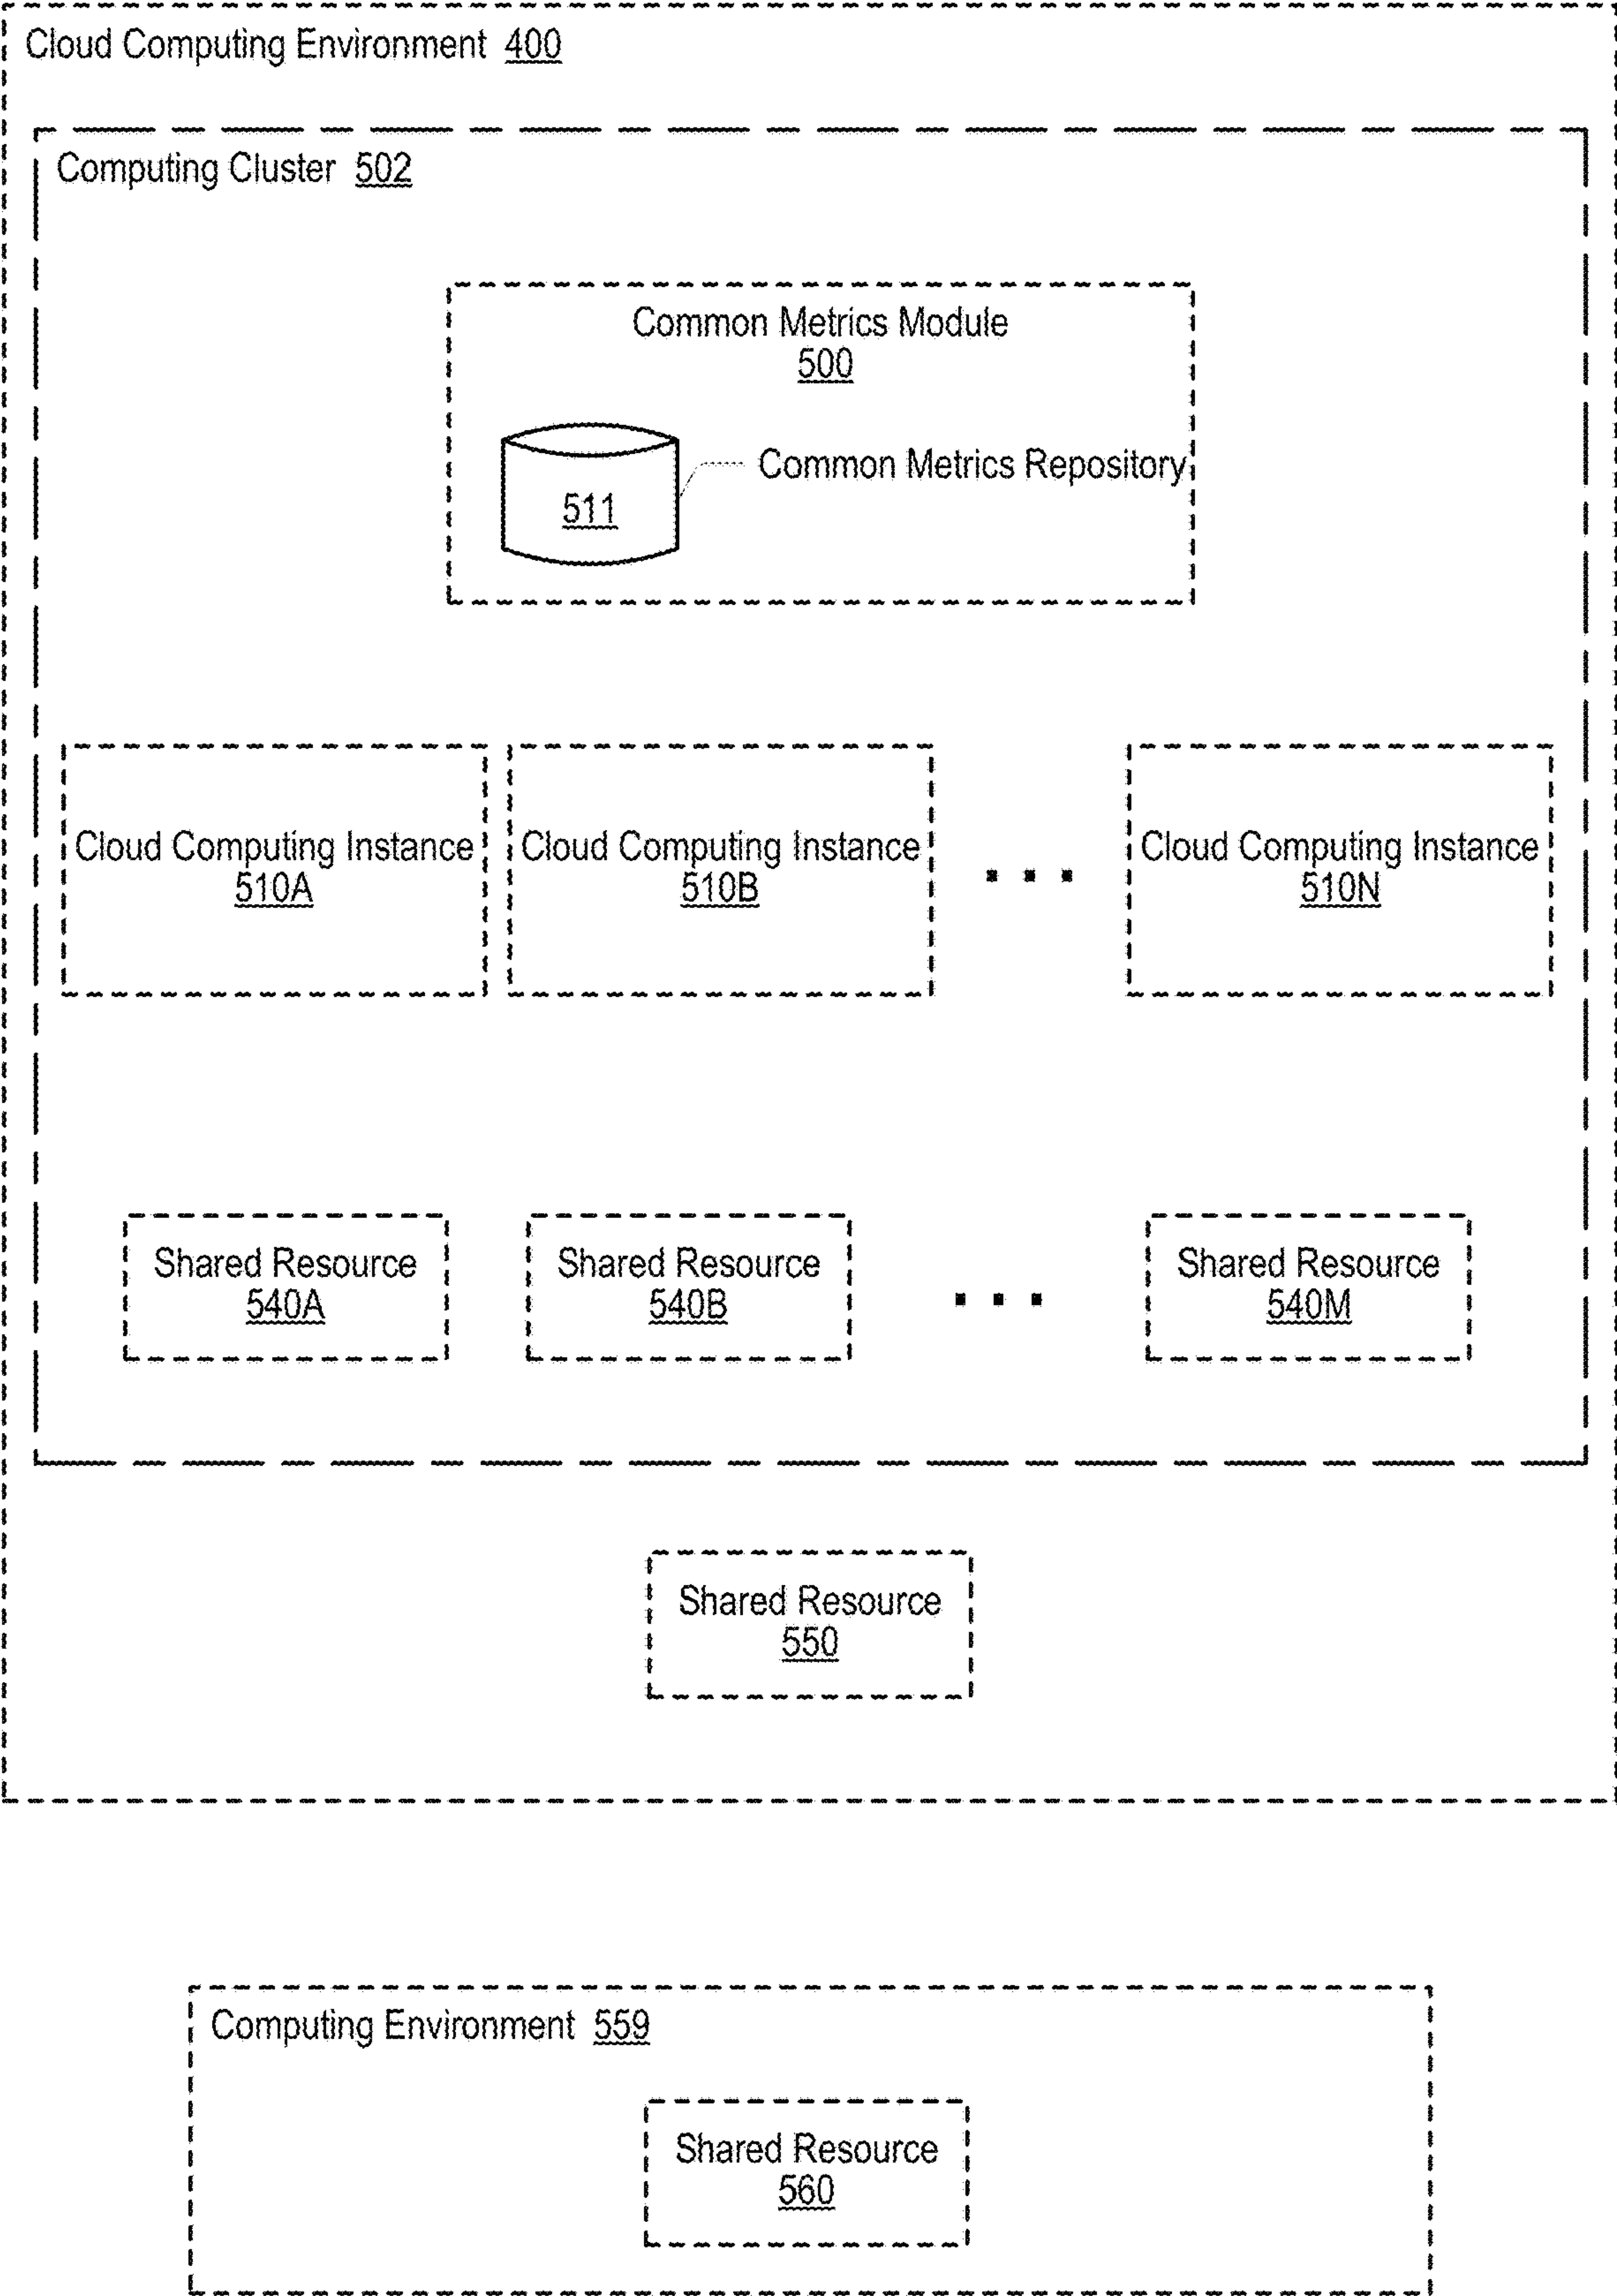 Cloud Computing Environment 400
Computing Cluster 502
Common Metrics Module
500
Common Metrics Repository
511
Cloud Computing Instance
510A
Cloud Computing Instance
510B
Cloud Computing Instance
510N
Shared Resource
540A
Shared Resource
540B
Shared Resource
540M
Shared Resource
550
Computing Environment 559
Shared Resource
560